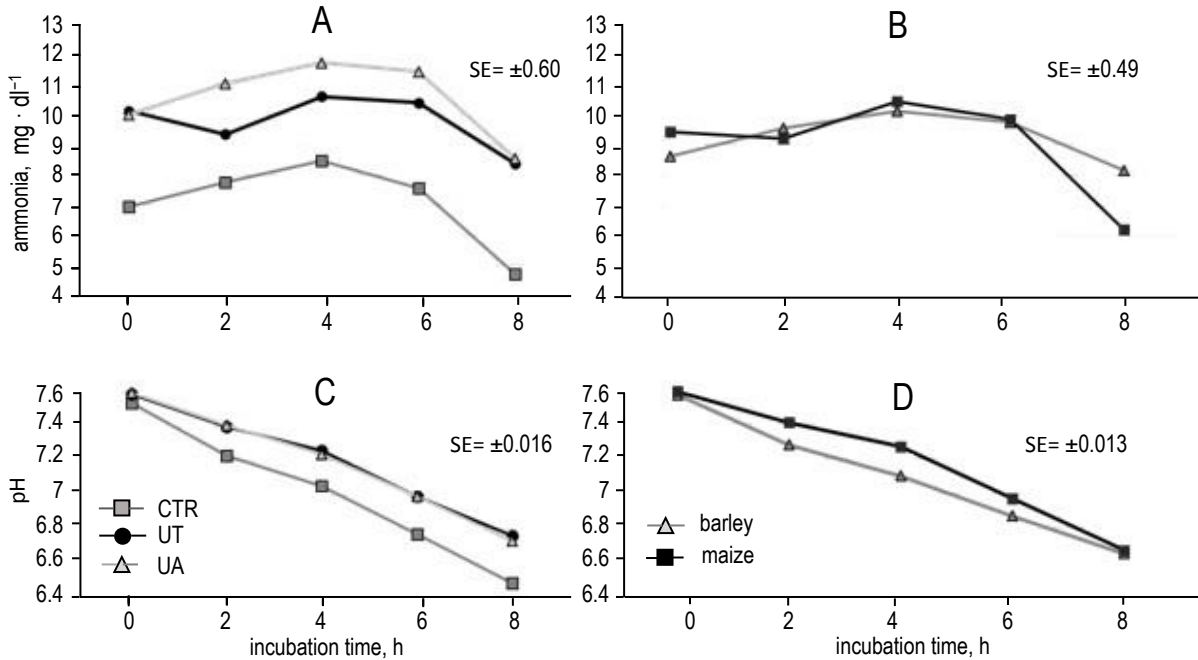 A
13
12
11
10
9
8
7
6
5
4
ammonia, mg · dl⁻¹
SE= ±0.60
0 2 4 6 8
B
13
12
11
10
9
8
7
6
5
4
SE= ±0.49
0 2 4 6 8
C
7.6
7.4
7.2
7
6.8
6.6
6.4
pH
SE= ±0.016
CTR
UT
UA
0 2 4 6 8
incubation time, h
D
7.6
7.4
7.2
7
6.8
6.6
6.4
SE= ±0.013
barley
maize
0 2 4 6 8
incubation time, h